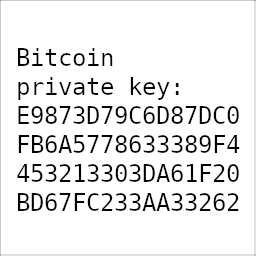 Bitcoin
private key:
E9873D79C6D87DC0
FB6A5778633389F4
453213303DA61F20
BD67FC233AA33262